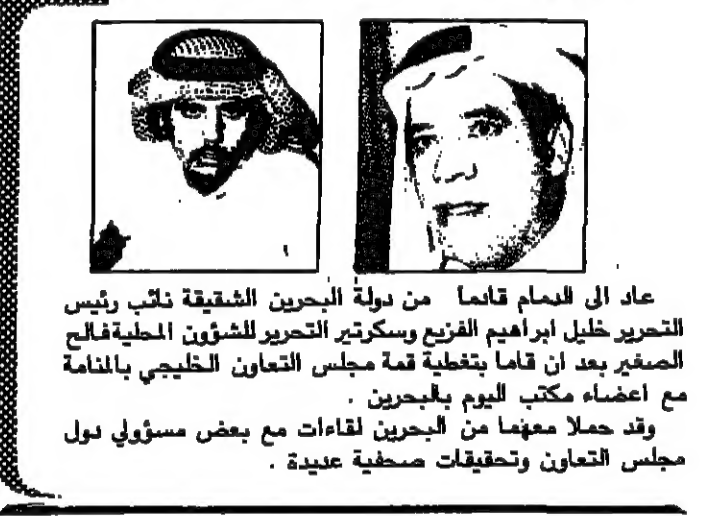 عاد الى الدمام قادما من دولة البحرين الشقيقة نائب رئيس
التحرير خليل ابراهيم الفزيع وسكرتير التحرير للشؤون المحلية فالح
الصغير بعد ان قاما بتغطية قمة مجلس التعاون الخليجي بالمنامة
مع اعضاء مكتب اليوم بالبحرين .
وقد حملا معهما من البحرين لقاءات مع بعض مسؤولي دول
مجلس التعاون وتحقيقات صحفية عديدة .